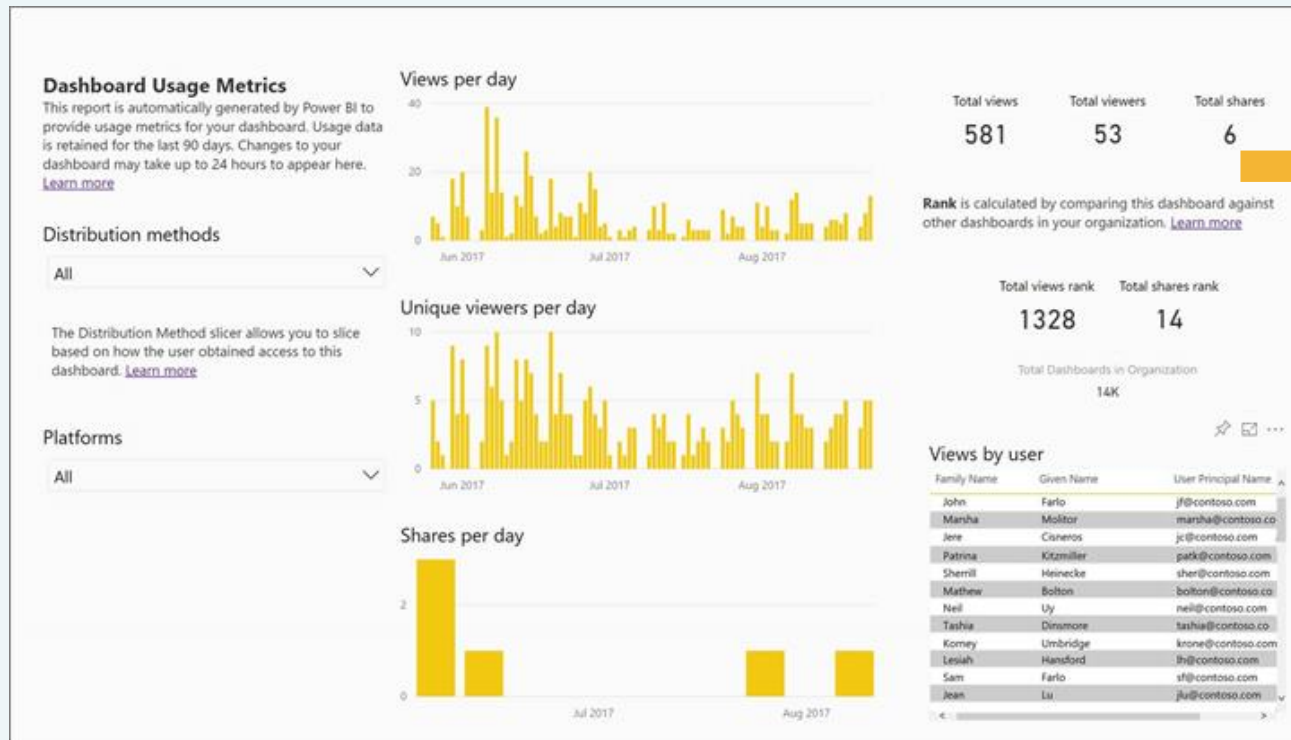 Dashboard Usage Metrics
This report is automatically generated by Power BI to
provide usage metrics for your dashboard. Usage data
is retained for the last 90 days. Changes to your
dashboard may take up to 24 hours to appear here.
Learn more
Distribution methods
All
The Distribution Method slicer allows you to slice
based on how the user obtained access to this
dashboard. Learn more
Platforms
All
Views per day
40
20
0
Jun 2017 Jul 2017 Aug 2017
Unique viewers per day
10
5
0
Jun 2017 Jul 2017 Aug 2017
Shares per day
2
0
Jul 2017 Aug 2017
Total views Total viewers Total shares
581 53 6
Rank is calculated by comparing this dashboard against
other dashboards in your organization. Learn more
Total views rank Total shares rank
1328 14
Total Dashboards in Organization
14K
Views by user
Family Name Given Name User Principal Name
John Farlo jf@contoso.com
Marsha Molitor marsha@contoso.co
Jere Cisneros jc@contoso.com
Patrina Kitzmiller patk@contoso.com
Sherrill Heinecke sher@contoso.com
Mathew Bolton bolton@contoso.co
Neil Uy neil@contoso.com
Tashia Dinsmore tashia@contoso.co
Korney Umbridge krone@contoso.com
Lesiah Hansford lh@contoso.com
Sam Farlo sf@contoso.com
Jean Lu jlu@contoso.com